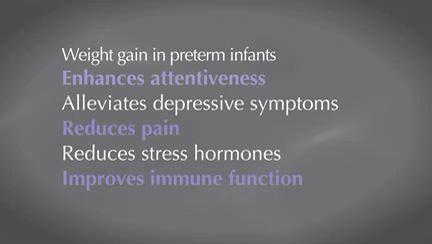 Weight gain in preterm infants
Enhances attentiveness
Alleviates depressive symptoms
Reduces pain
Reduces stress hormones
Improves immune function